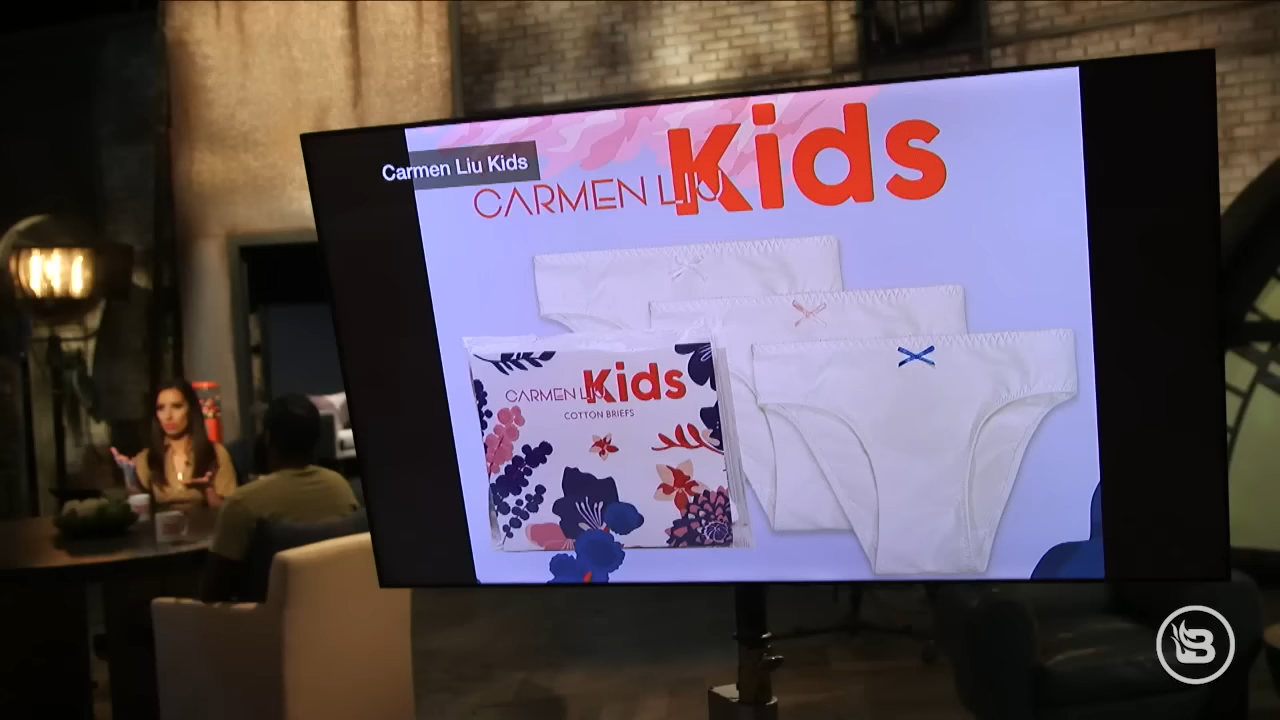 Kids
Carmen Liu Kids
CARMEN LIU
CARMEN LIU Kids
COTTON BRIEFS
B